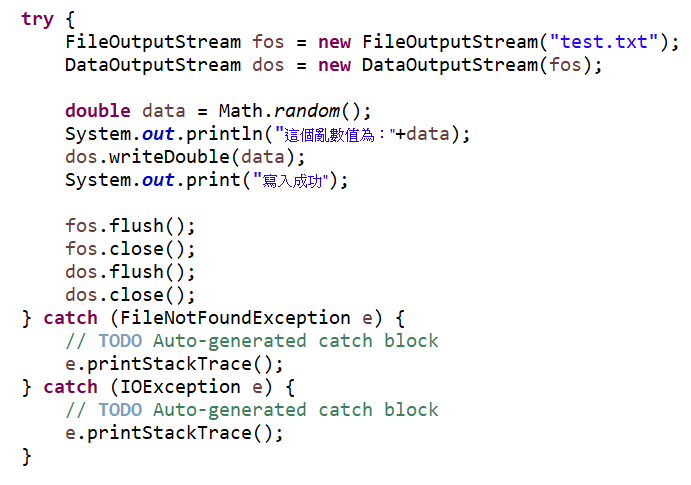 try {
    FileOutputStream fos = new FileOutputStream("test.txt");
    DataOutputStream dos = new DataOutputStream(fos);

    double data = Math.random();
    System.out.println("這個亂數值為："+data);
    dos.writeDouble(data);
    System.out.print("寫入成功");

    fos.flush();
    fos.close();
    dos.flush();
    dos.close();
} catch (FileNotFoundException e) {
    // TODO Auto-generated catch block
    e.printStackTrace();
} catch (IOException e) {
    // TODO Auto-generated catch block
    e.printStackTrace();
}